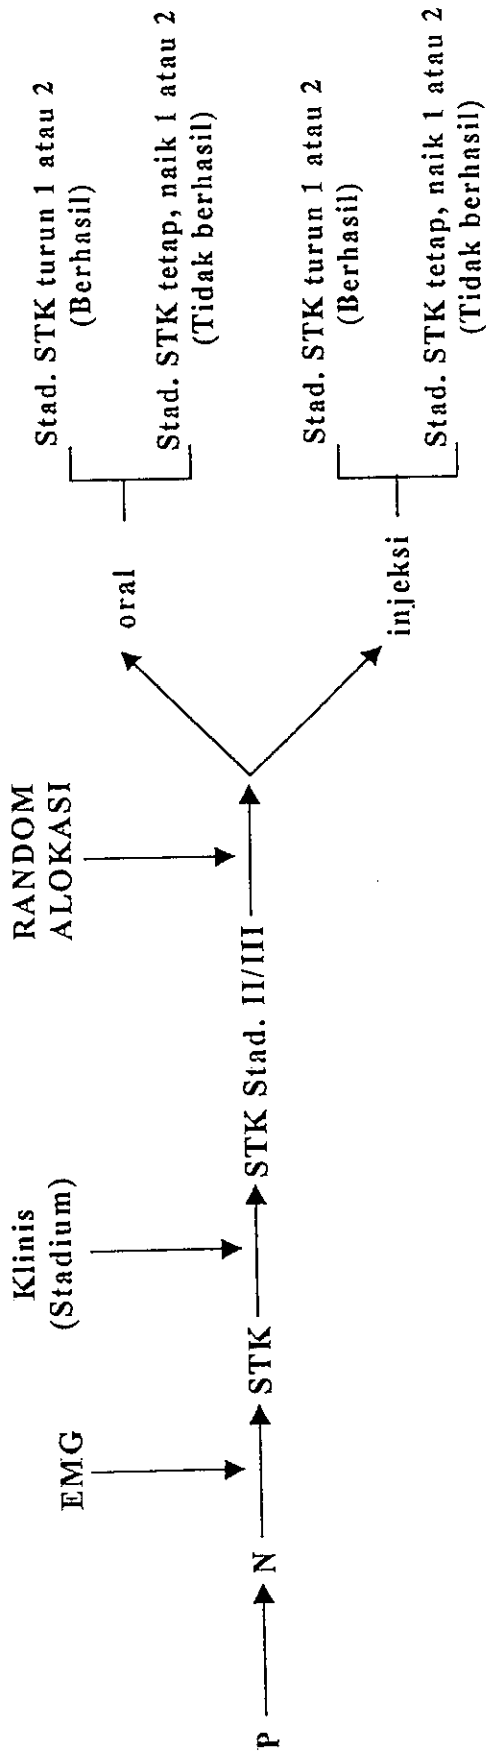 P
N
EMG
STK
Klinis
(Stadium)
STK Stad. II/III
RANDOM
ALOKASI
oral
Stad. STK turun 1 atau 2
(Berhasil)
Stad. STK tetap, naik 1 atau 2
(Tidak berhasil)
injeksi
Stad. STK turun 1 atau 2
(Berhasil)
Stad. STK tetap, naik 1 atau 2
(Tidak berhasil)